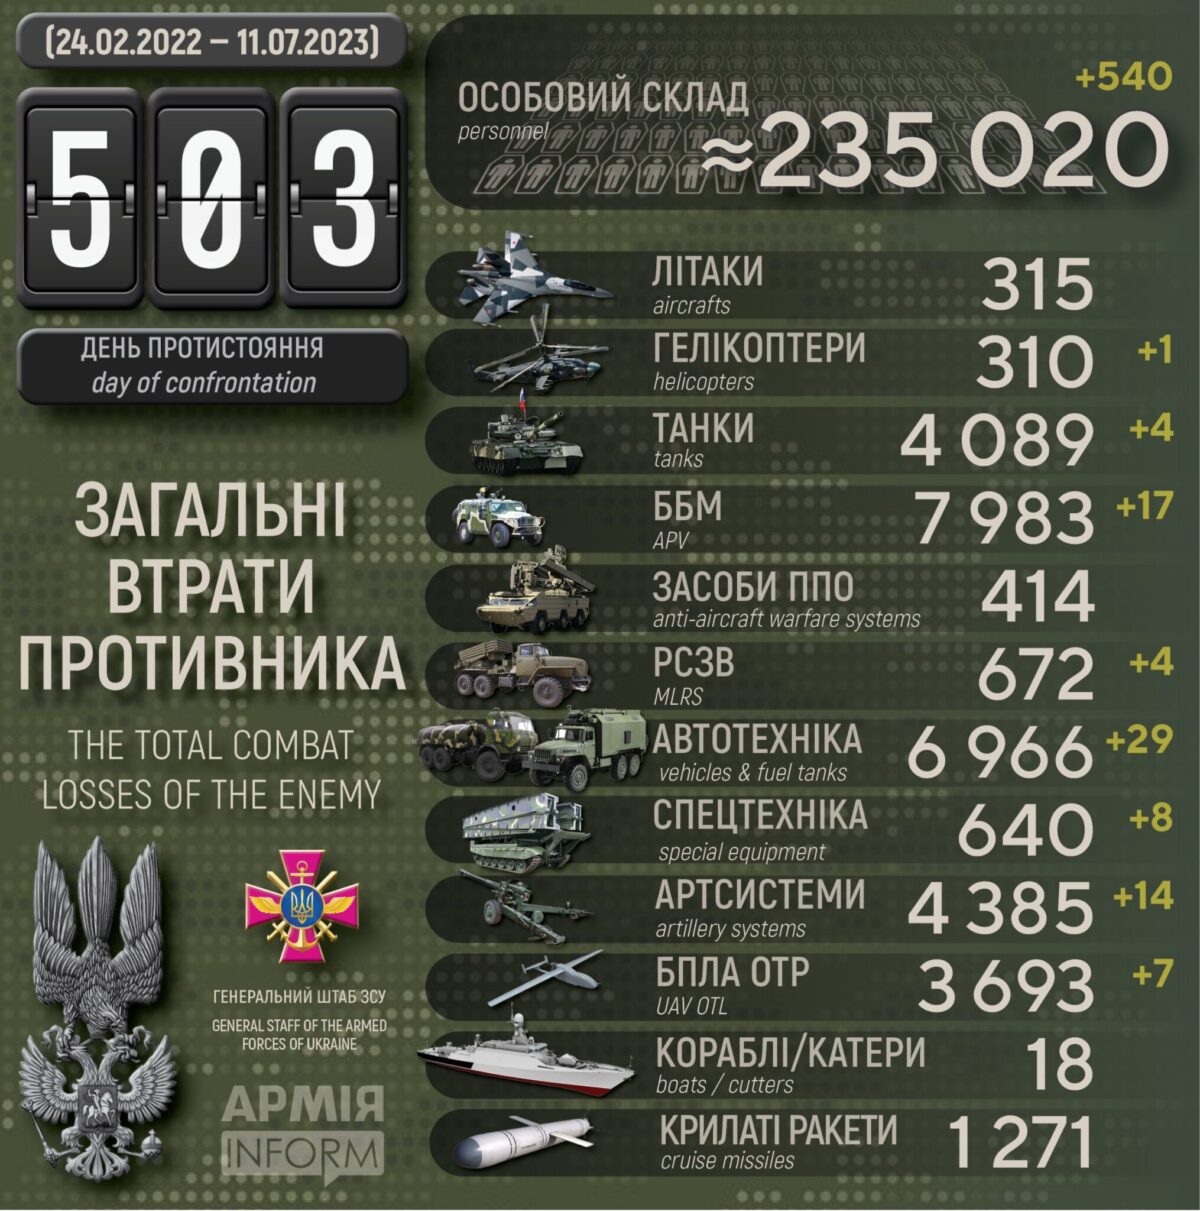 (24.02.2022 – 11.07.2023)
503
ДЕНЬ ПРОТИСТОЯННЯ
day of confrontation
ЗАГАЛЬНІ
ВТРАТИ
ПРОТИВНИКА
THE TOTAL COMBAT
LOSSES OF THE ENEMY
ГЕНЕРАЛЬНИЙ ШТАБ ЗСУ
GENERAL STAFF OF THE ARMED
FORCES OF UKRAINE
АРМІЯ
INFORM
ОСОБОВИЙ СКЛАД
personnel
+540
≈235 020
ЛІТАКИ
aircrafts
315
ГЕЛІКОПТЕРИ
helicopters
310 +1
ТАНКИ
tanks
4 089 +4
ББМ
APV
7 983 +17
ЗАСОБИ ППО
anti-aircraft warfare systems
414
РСЗВ
MLRS
672 +4
АВТОТЕХНІКА
vehicles & fuel tanks
6 966 +29
СПЕЦТЕХНІКА
special equipment
640 +8
АРТСИСТЕМИ
artillery systems
4 385 +14
БПЛА ОТР
UAV OTL
3 693 +7
КОРАБЛІ/КАТЕРИ
boats / cutters
18
КРИЛАТІ РАКЕТИ
cruise missiles
1 271